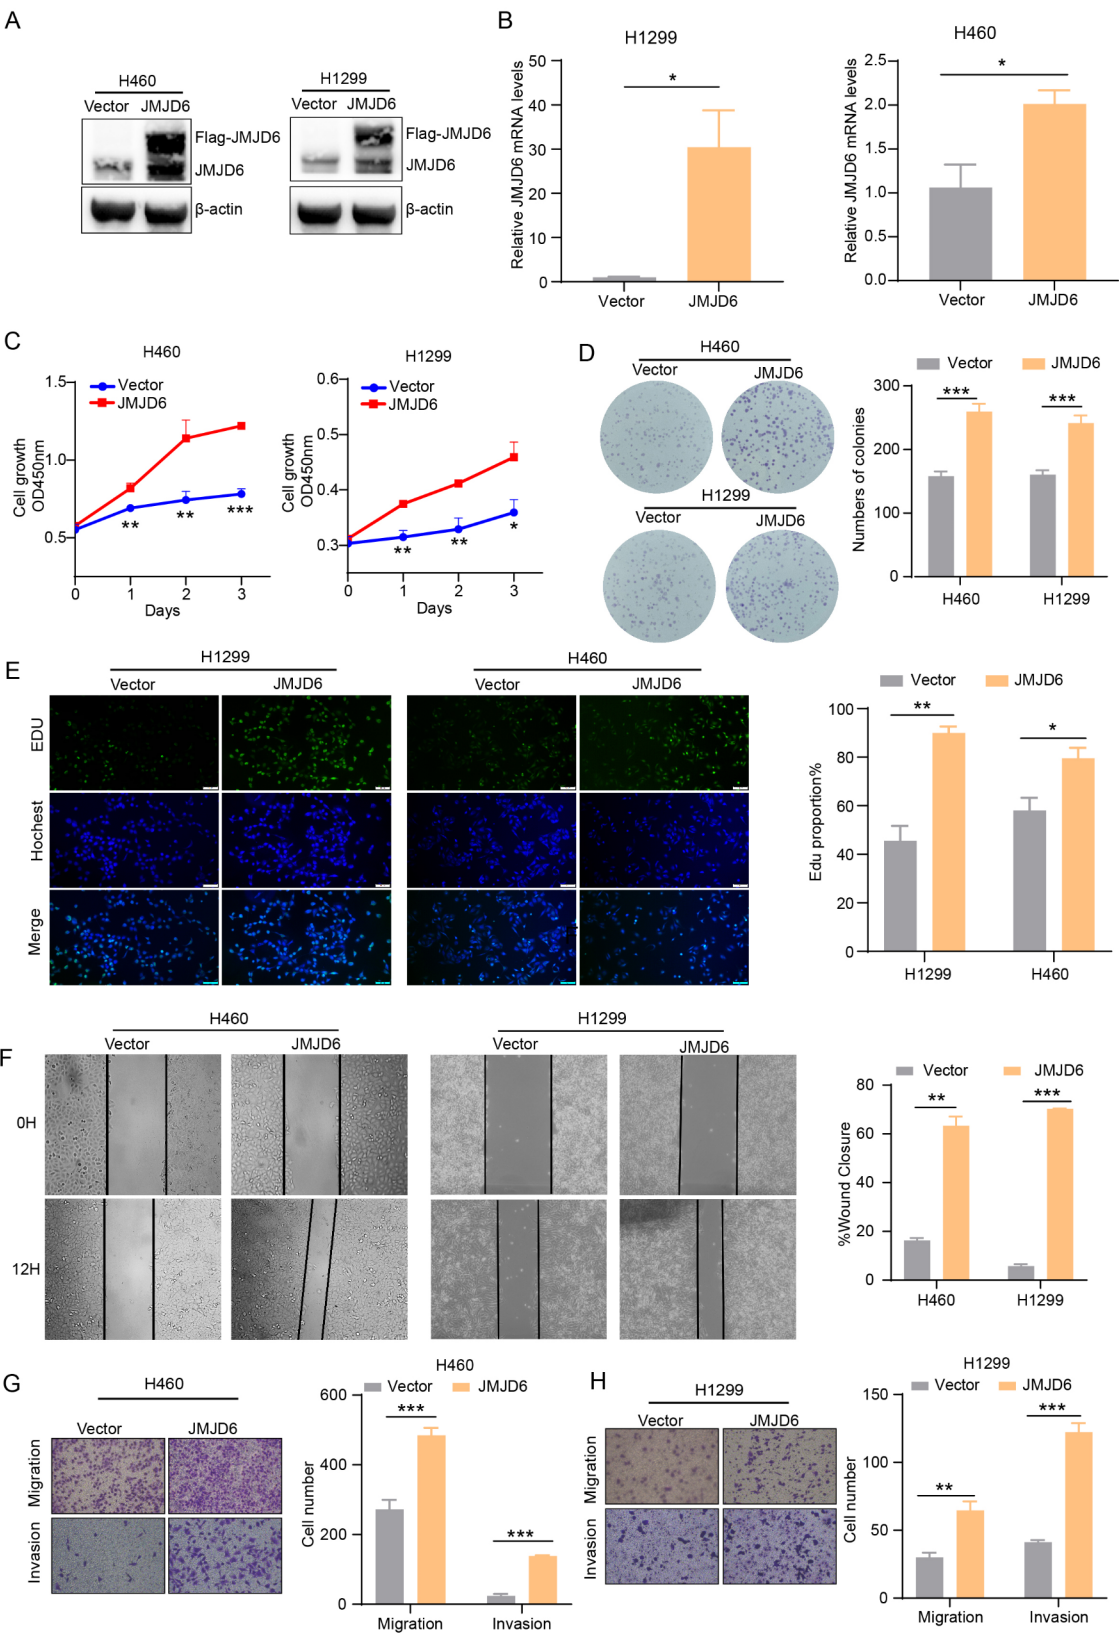 A
H460
Vector JMJD6
Flag-JMJD6
JMJD6
β-actin
H1299
Vector JMJD6
Flag-JMJD6
JMJD6
β-actin
B
H1299
Relative JMJD6 mRNA levels
50
40
30
20
10
0
*
Vector JMJD6
H460
Relative JMJD6 mRNA levels
2.5
2.0
1.5
1.0
0.5
0.0
*
Vector JMJD6
C
H460
Vector
JMJD6
Cell growth
OD450nm
1.5
1.0
0.5
** ** ***
0 1 2 3
Days
H1299
Vector
JMJD6
Cell growth
OD450nm
0.6
0.5
0.4
0.3
** ** *
0 1 2 3
Days
D
H460
Vector JMJD6
H1299
Vector JMJD6
Vector JMJD6
Numbers of colonies
300
200
100
0
*** ***
H460 H1299
E
H1299
Vector JMJD6
H460
Vector JMJD6
EDU
Hochest
Merge
Vector JMJD6
Edu proportion%
100
80
60
40
20
0
** *
H1299 H460
F
H460
Vector JMJD6
H1299
Vector JMJD6
0H
12H
Vector JMJD6
%Wound Closure
80
60
40
20
0
** ***
H460 H1299
G
H460
Vector JMJD6
Migration
Invasion
H460
Vector JMJD6
Cell number
600
400
200
0
*** ***
Migration Invasion
H
H1299
Vector JMJD6
Migration
Invasion
H1299
Vector JMJD6
Cell number
150
100
50
0
** ***
Migration Invasion